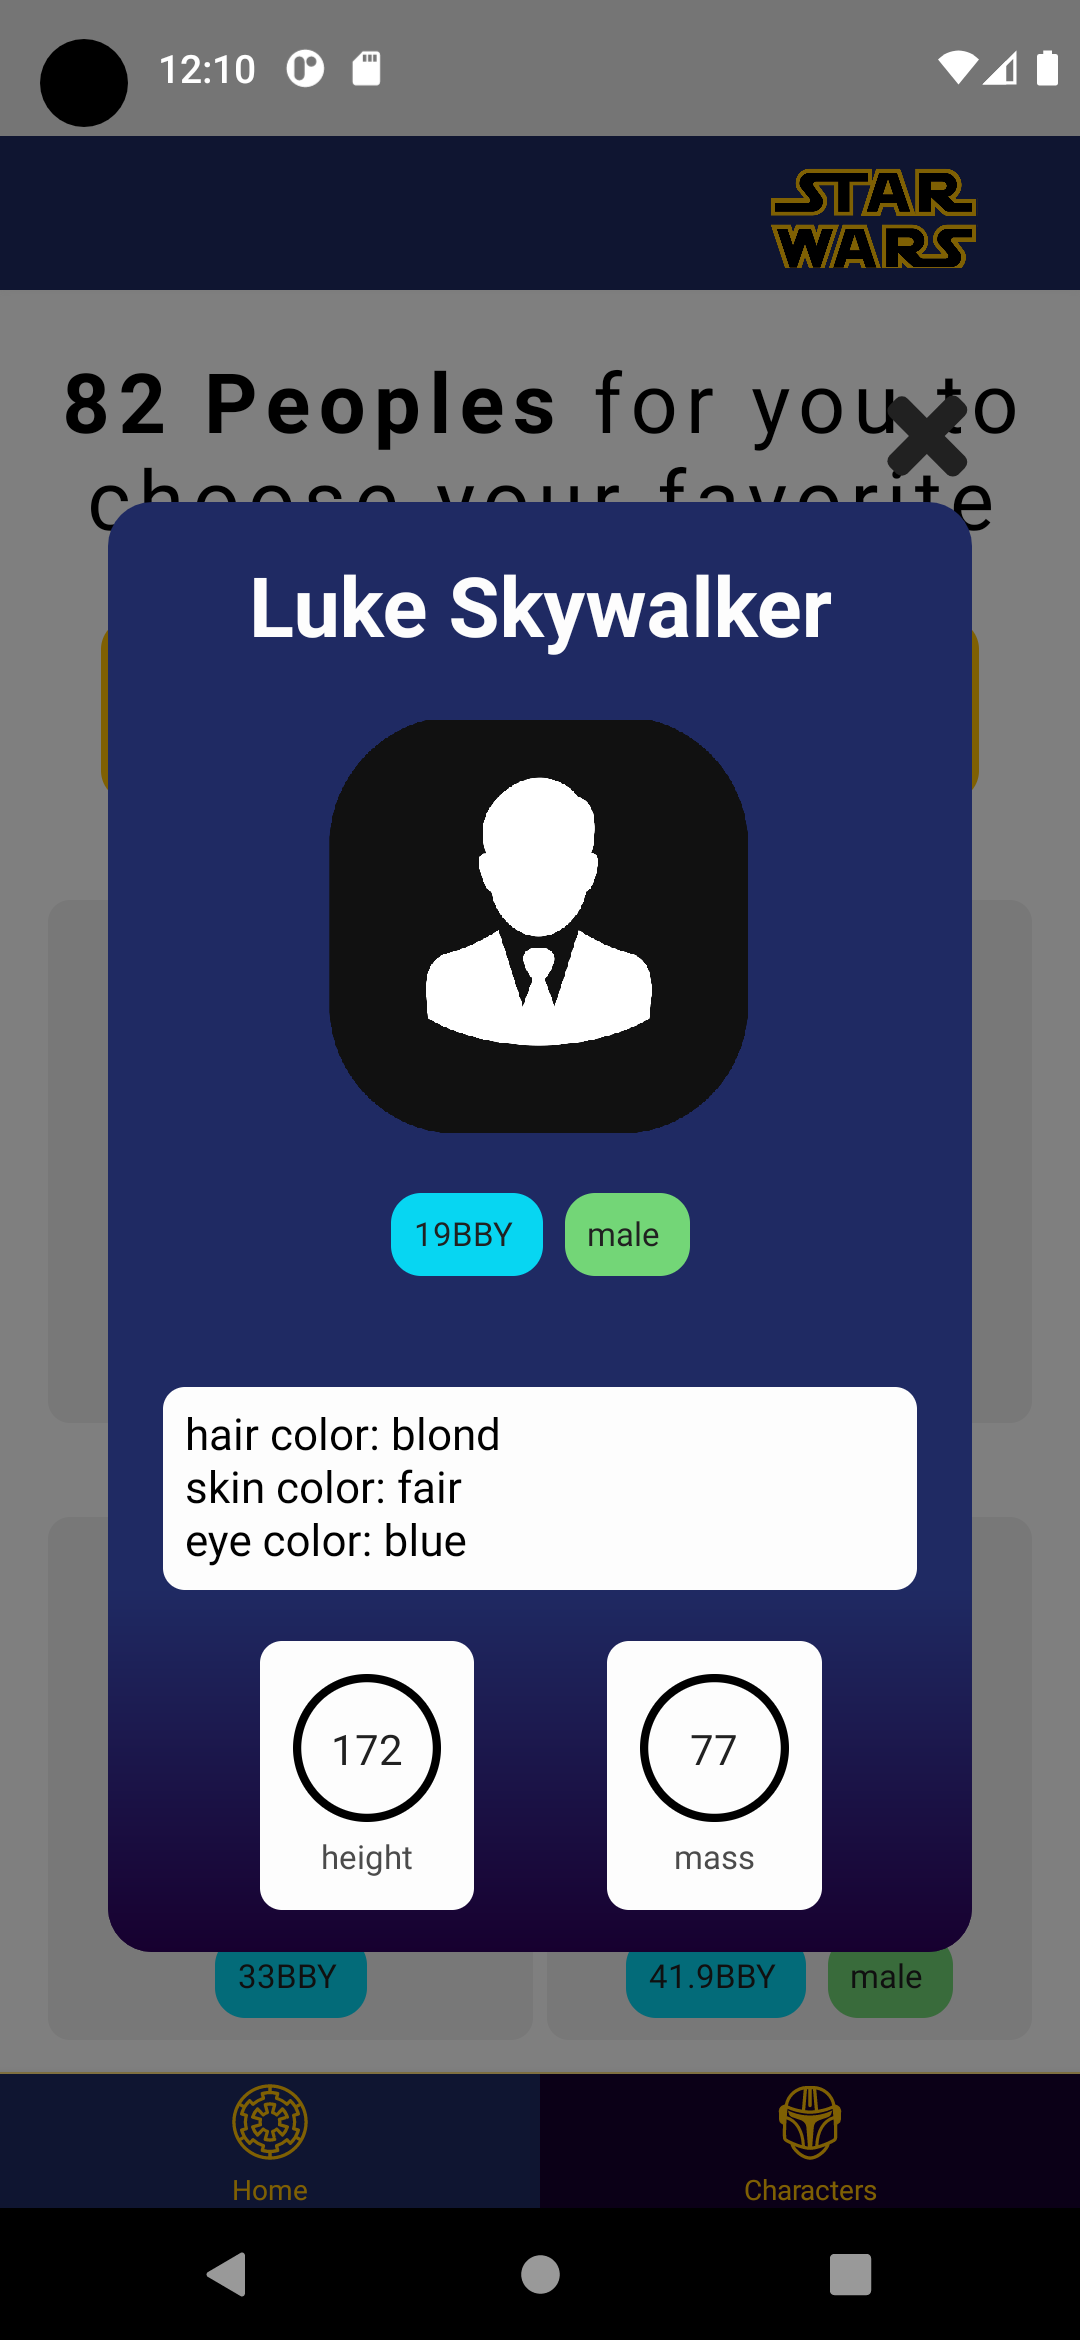 12:10
STAR
WARS
82 Peoples for you to
choose your favorite
Luke Skywalker
19BBY male
hair color: blond
skin color: fair
eye color: blue
172 77
height mass
33BBY 41.9BBY male
Home Characters